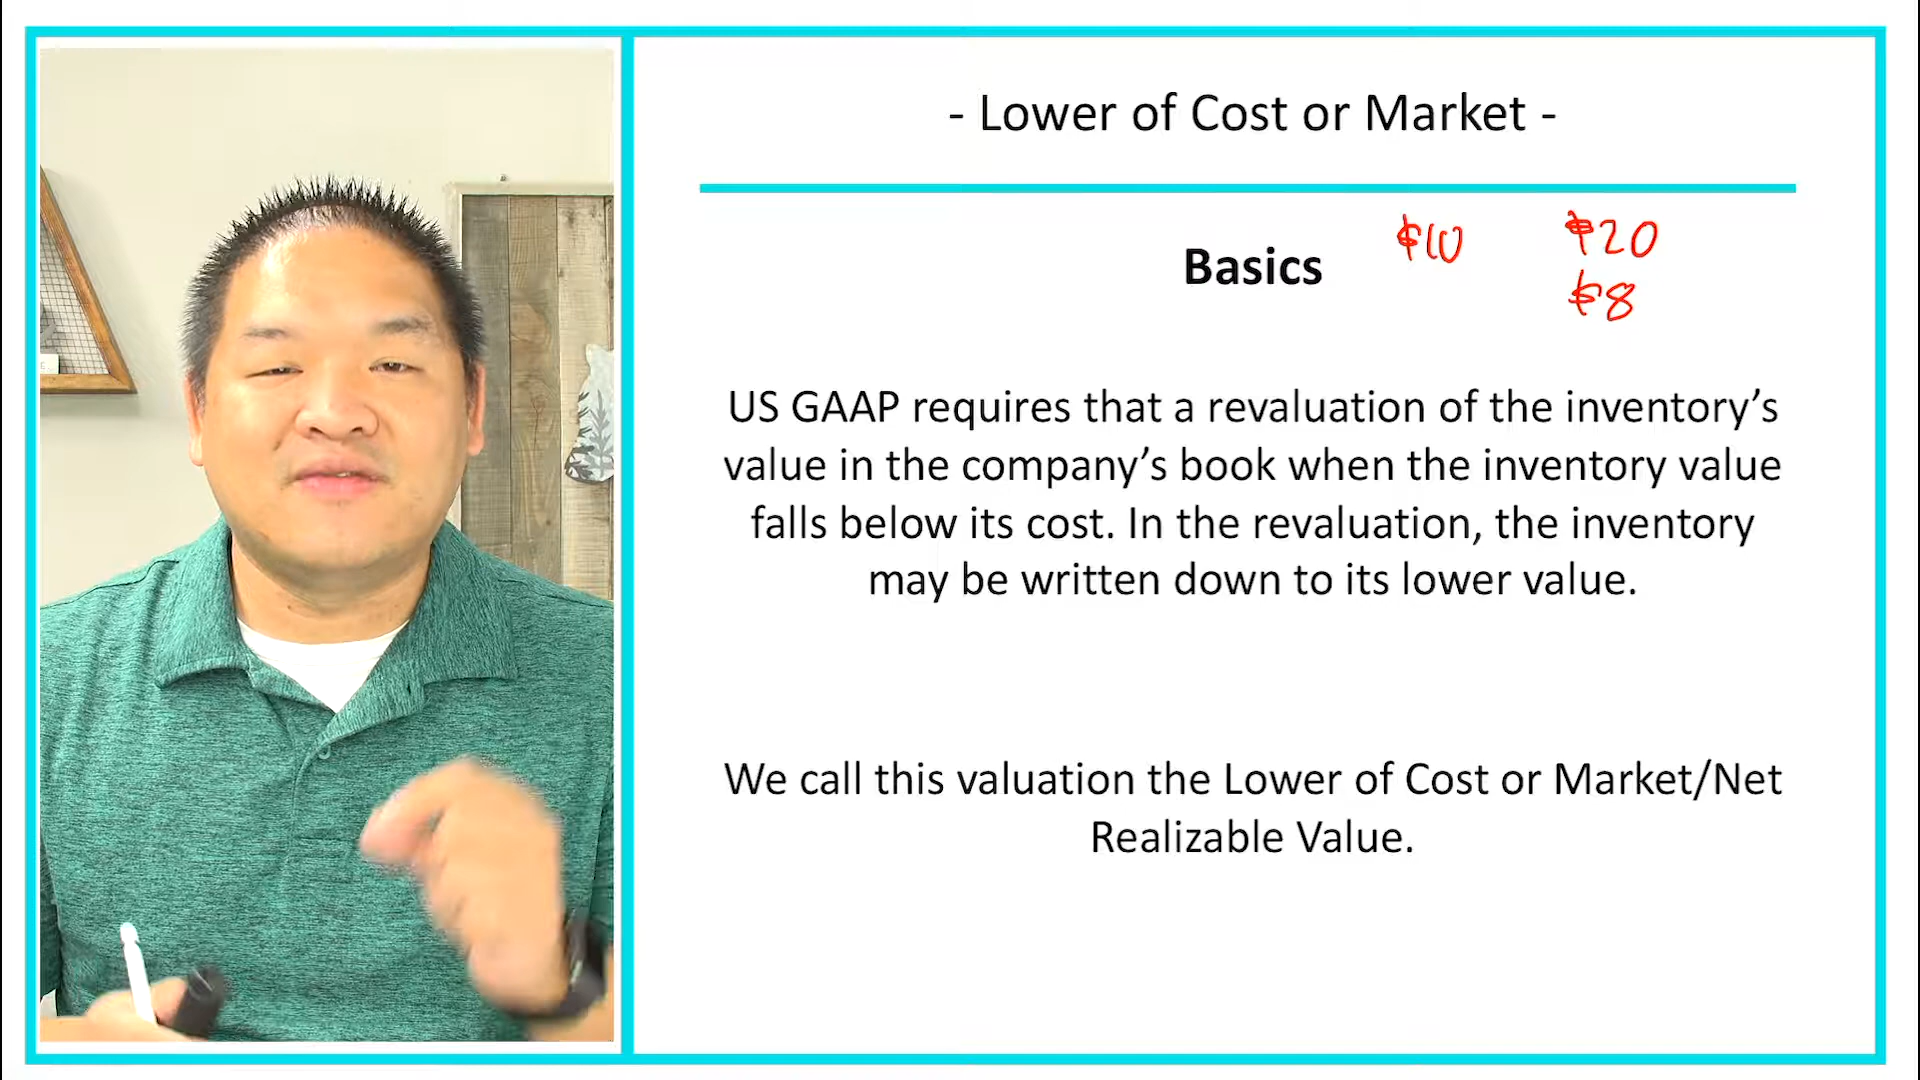 - Lower of Cost or Market -
Basics
$10
$20
$8
US GAAP requires that a revaluation of the inventory’s
value in the company’s book when the inventory value
falls below its cost. In the revaluation, the inventory
may be written down to its lower value.
We call this valuation the Lower of Cost or Market/Net
Realizable Value.